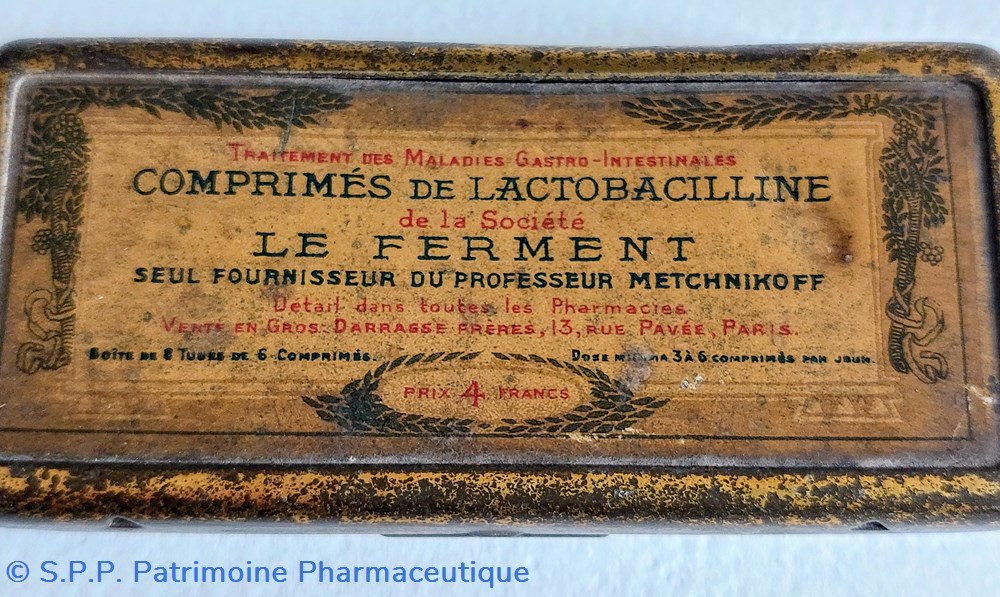 TRAITEMENT DES MALADIES GASTRO-INTESTINALES
COMPRIMÉS DE LACTOBACILLINE
de la Société
LE FERMENT
SEUL FOURNISSEUR DU PROFESSEUR METCHNIKOFF
Détail dans toutes les Pharmacies
VENTE EN GROS: DARRASSE FRÈRES, 13, RUE PAVÉE, PARIS.
BOÎTE DE 8 TUBES DE 6 COMPRIMÉS.
DOSE 3 À 6 COMPRIMÉS PAR JOUR.
PRIX 4 FRANCS
© S.P.P. Patrimoine Pharmaceutique